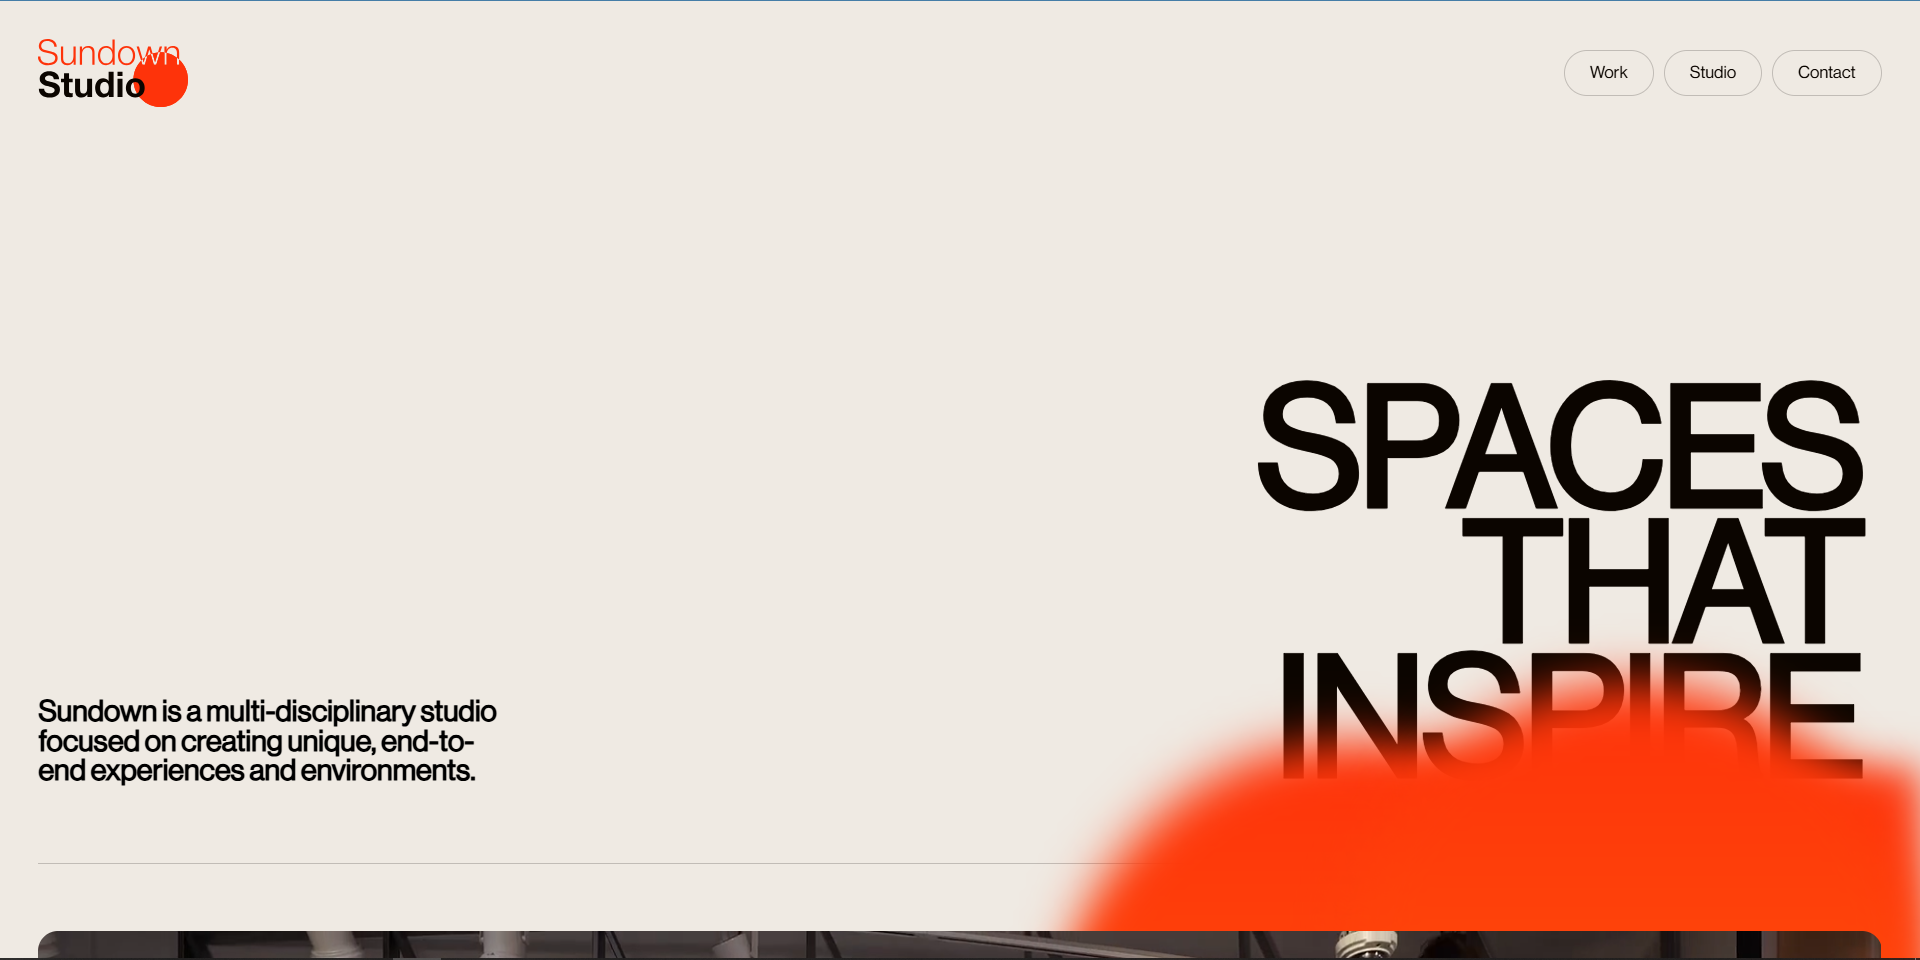 Sundown
Studio
Work
Studio
Contact
SPACES
THAT
INSPIRE
Sundown is a multi-disciplinary studio
focused on creating unique, end-to-
end experiences and environments.